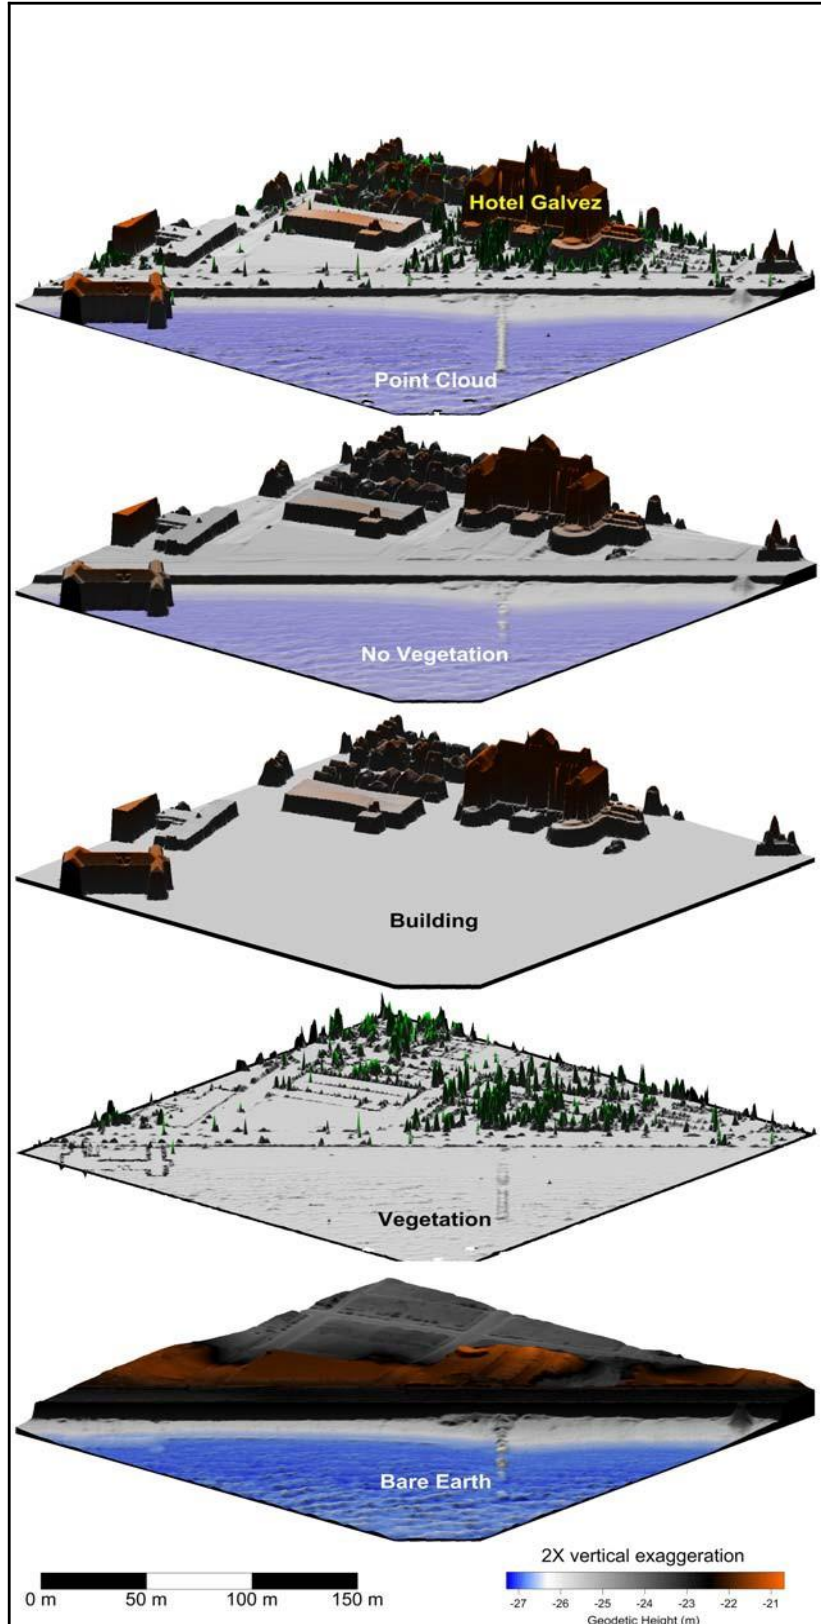 Hotel Galvez
Point Cloud
No Vegetation
Building
Vegetation
Bare Earth
2X vertical exaggeration
0 m 50 m 100 m 150 m
-27 -26 -25 -24 -23 -22 -21
Geodetic Height (m)